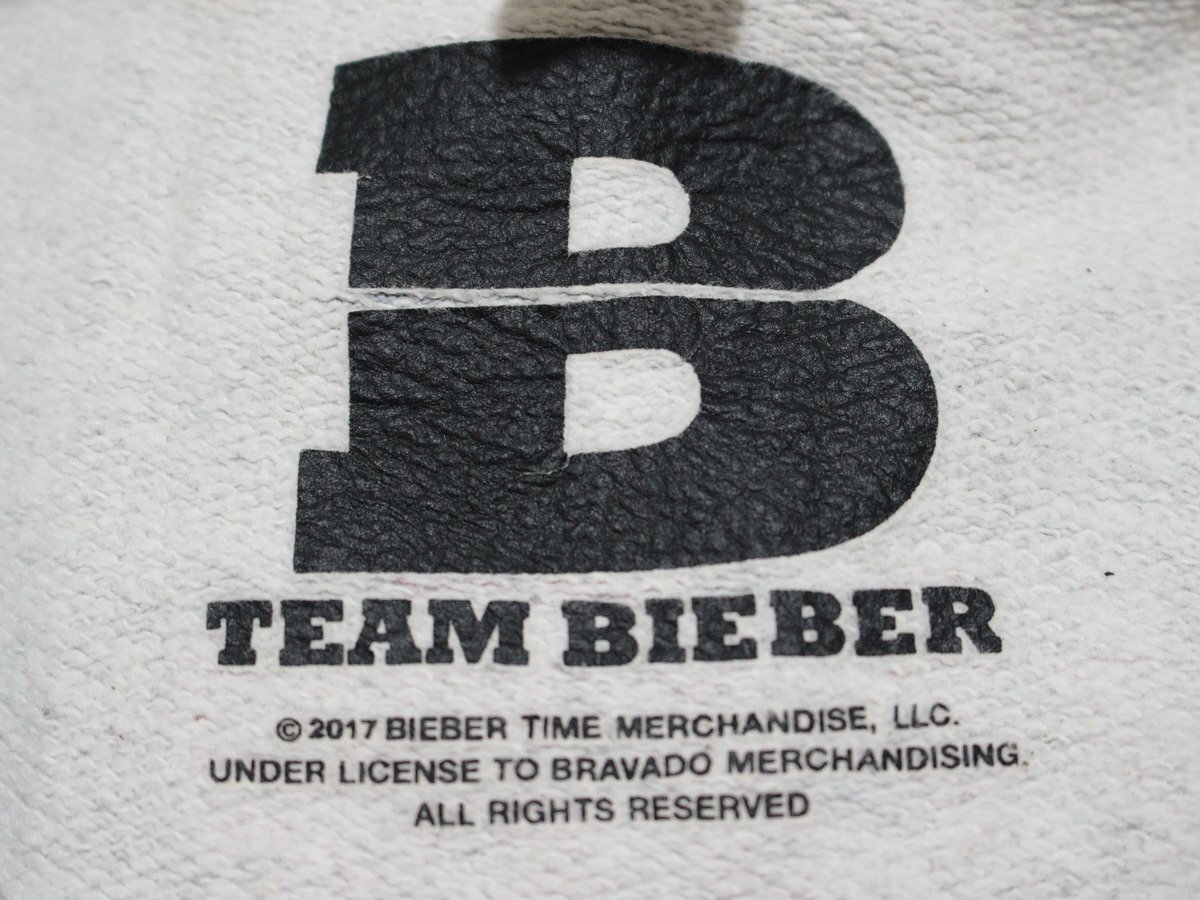 B
TEAM BIEBER
© 2017 BIEBER TIME MERCHANDISE, LLC.
UNDER LICENSE TO BRAVADO MERCHANDISING.
ALL RIGHTS RESERVED